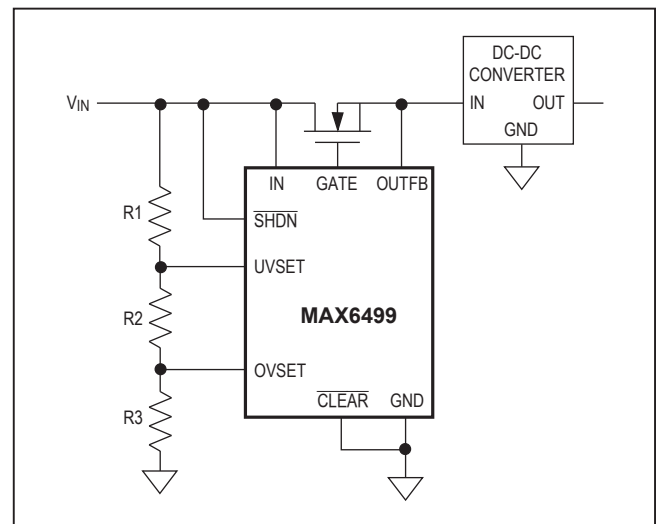 DC-DC
CONVERTER
IN OUT
GND
VIN
IN GATE OUTFB
R1
SHDN
UVSET
R2
MAX6499
OVSET
R3
CLEAR GND